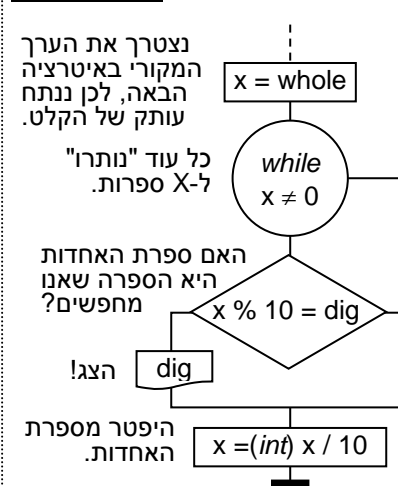 נצטרך את הערך
המקורי באיטרציה
הבאה, לכן ננתח
עותק של הקלט.
x = whole
כל עוד "נותרו"
ל-X ספרות.
while
x ≠ 0
האם ספרת האחדות
היא הספרה שאנו
מחפשים?
x % 10 = dig
הצג!
dig
היפטר מספרת
האחדות.
x =(int) x / 10